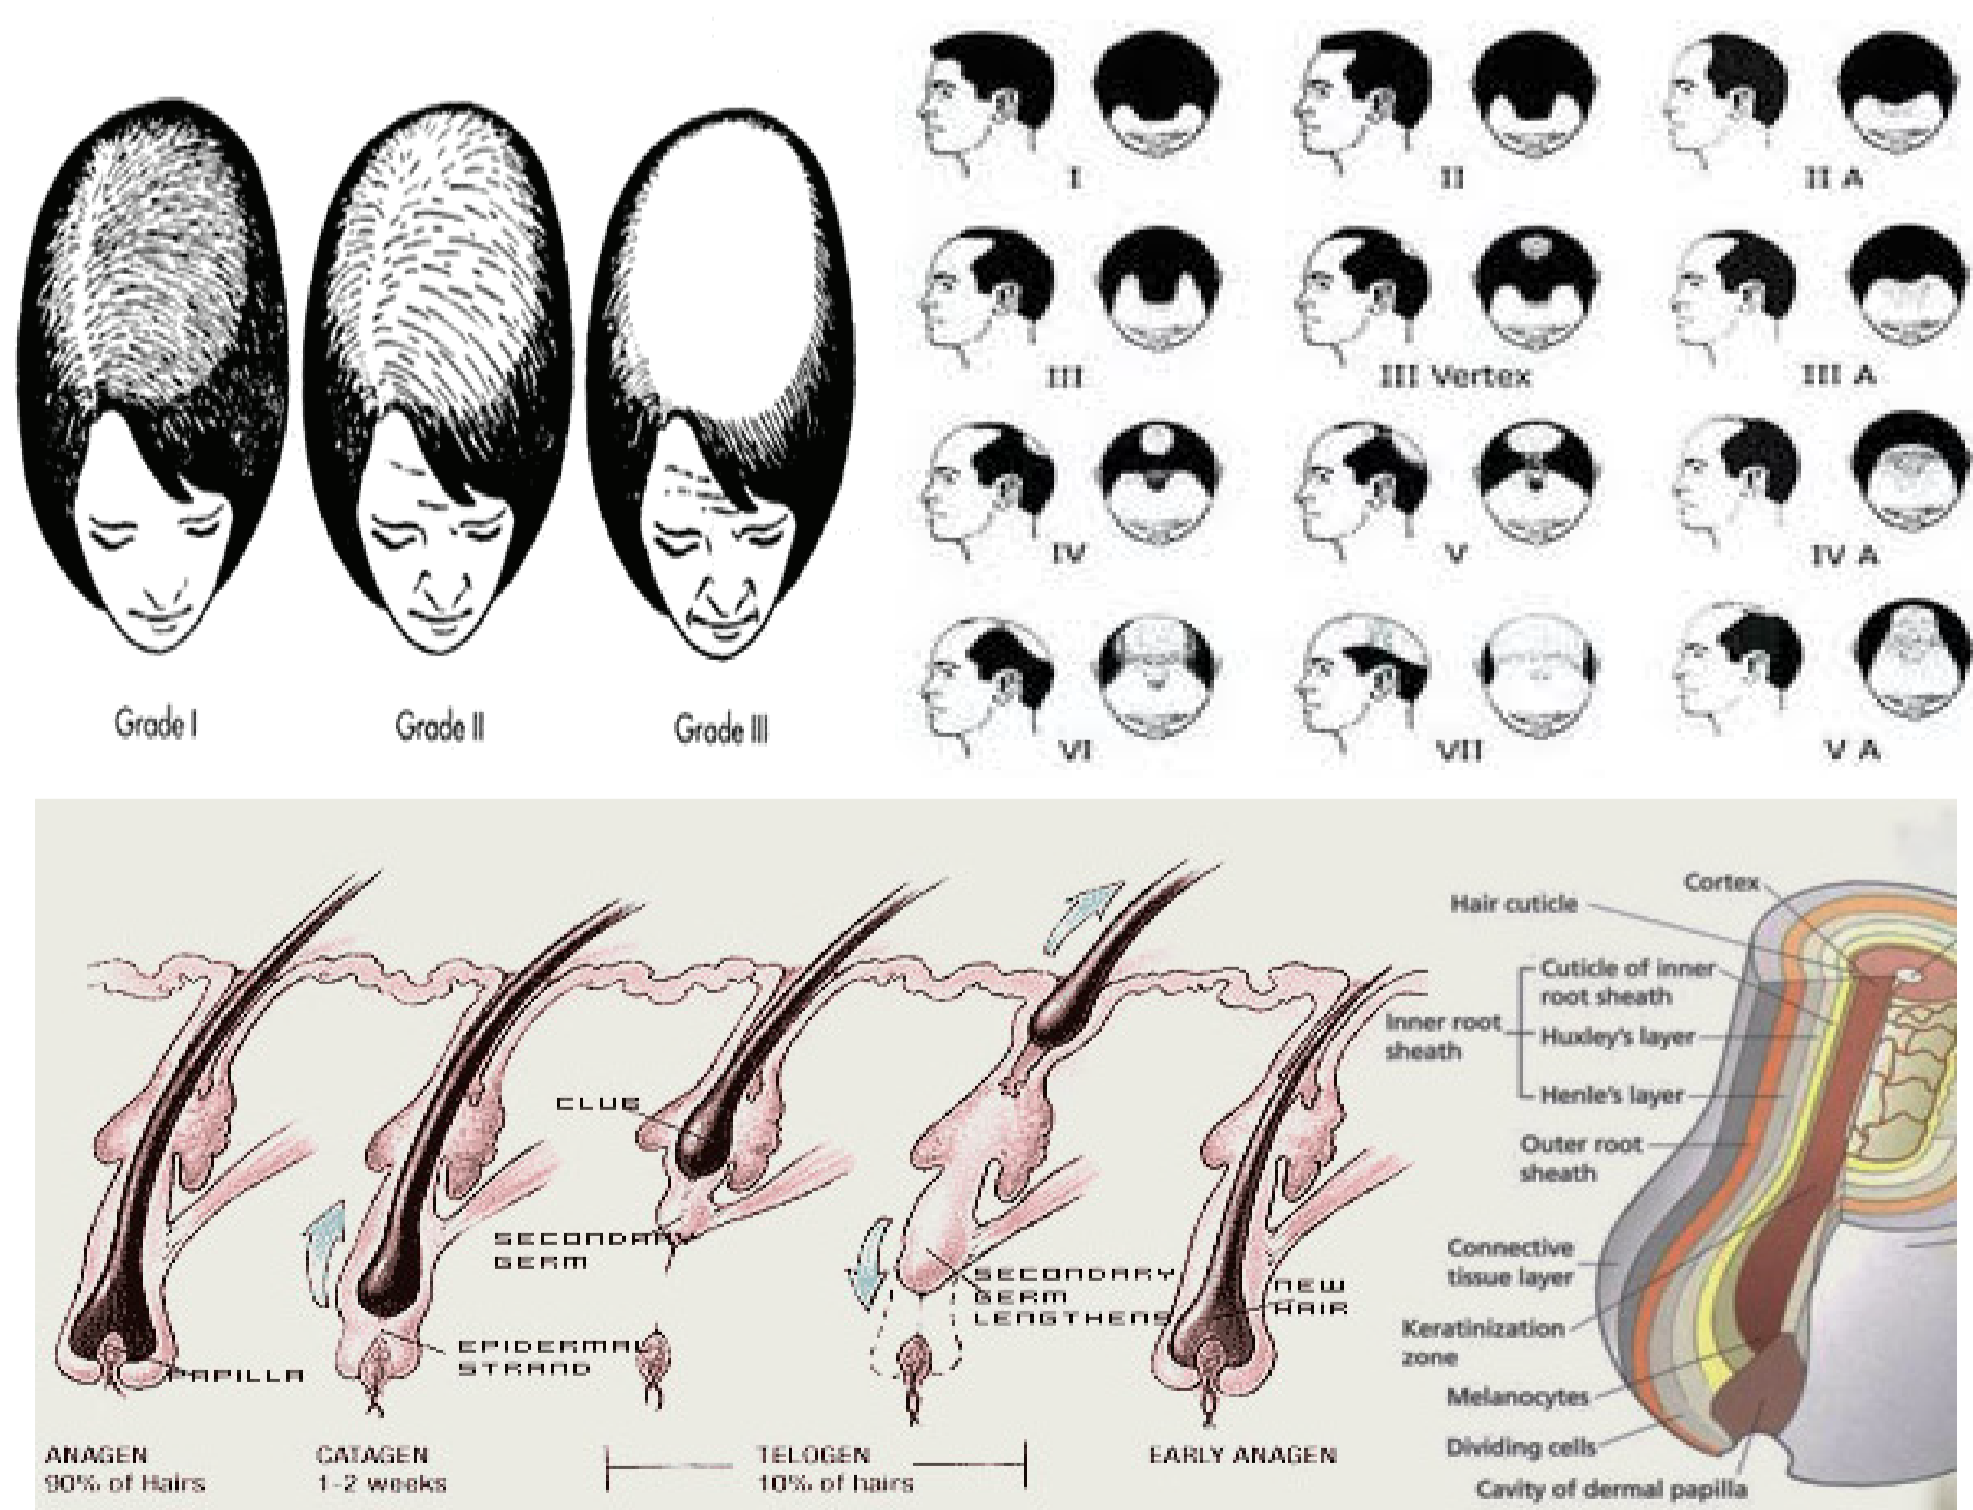 Grade I
Grade II
Grade III
I
II
II A
III
III Vertex
III A
IV
V
IV A
VI
VII
V A
CLUB
SECONDARY
GERM
EPIDERMAL
STRAND
PAPILLA
SECONDARY
GERM
LENGTHENS
NEW
HAIR
ANAGEN
90% of Hairs
CATAGEN
1-2 weeks
TELOGEN
10% of hairs
EARLY ANAGEN
Cortex
Hair cuticle
Cuticle of inner
root sheath
Inner root
sheath
Huxley's layer
Henle's layer
Outer root
sheath
Connective
tissue layer
Keratinization
zone
Melanocytes
Dividing cells
Cavity of dermal papilla